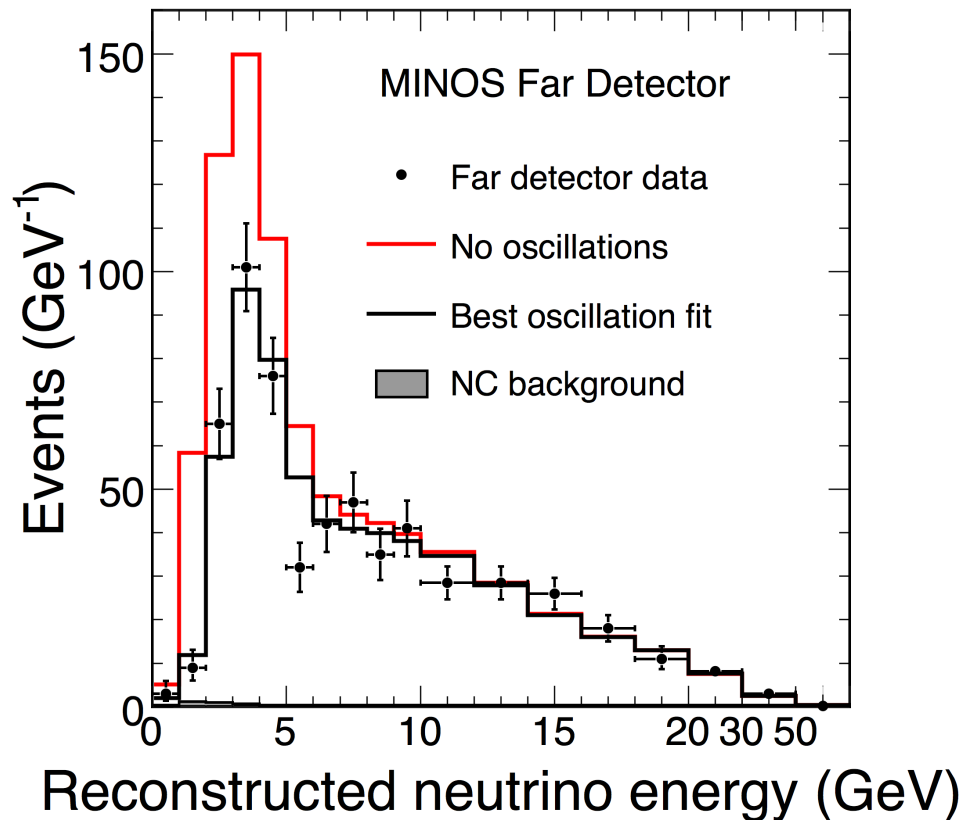 Events (GeV-1)
150
100
50
0
MINOS Far Detector
Far detector data
No oscillations
Best oscillation fit
NC background
0 5 10 15 20 30 50
Reconstructed neutrino energy (GeV)